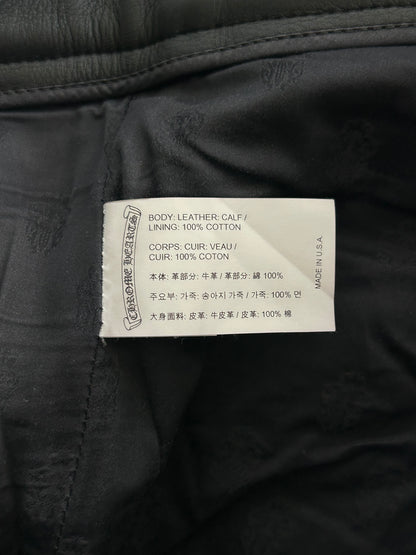 CHROME HEARTS
BODY: LEATHER: CALF /
LINING: 100% COTTON
CORPS: CUIR: VEAU /
CUIR: 100% COTON
本体: 革部分: 牛革 / 革部分: 綿 100%
주요부: 가죽: 송아지 가죽 / 가죽: 100% 면
大身面料: 皮革: 牛皮革 / 皮革: 100% 棉
MADE IN U.S.A.